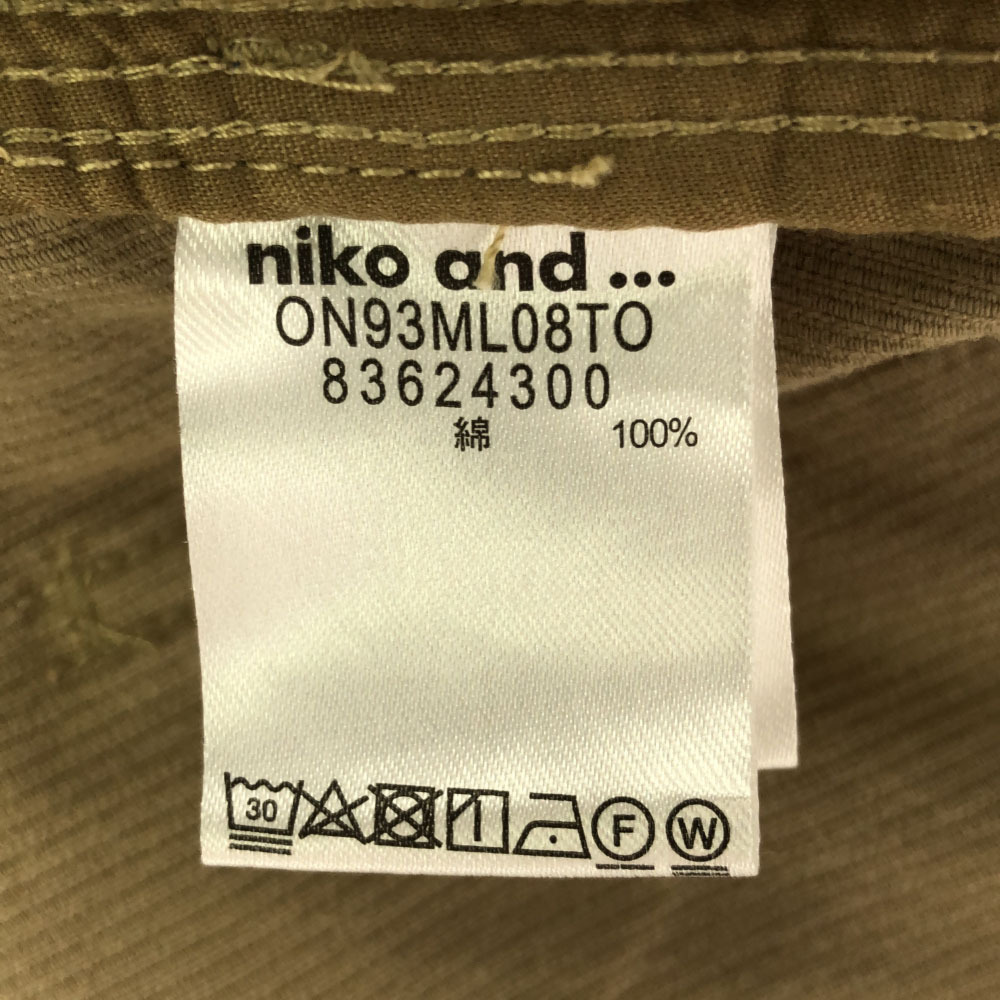 niko and ...
ON93ML08TO
83624300
綿 100%
30 F W